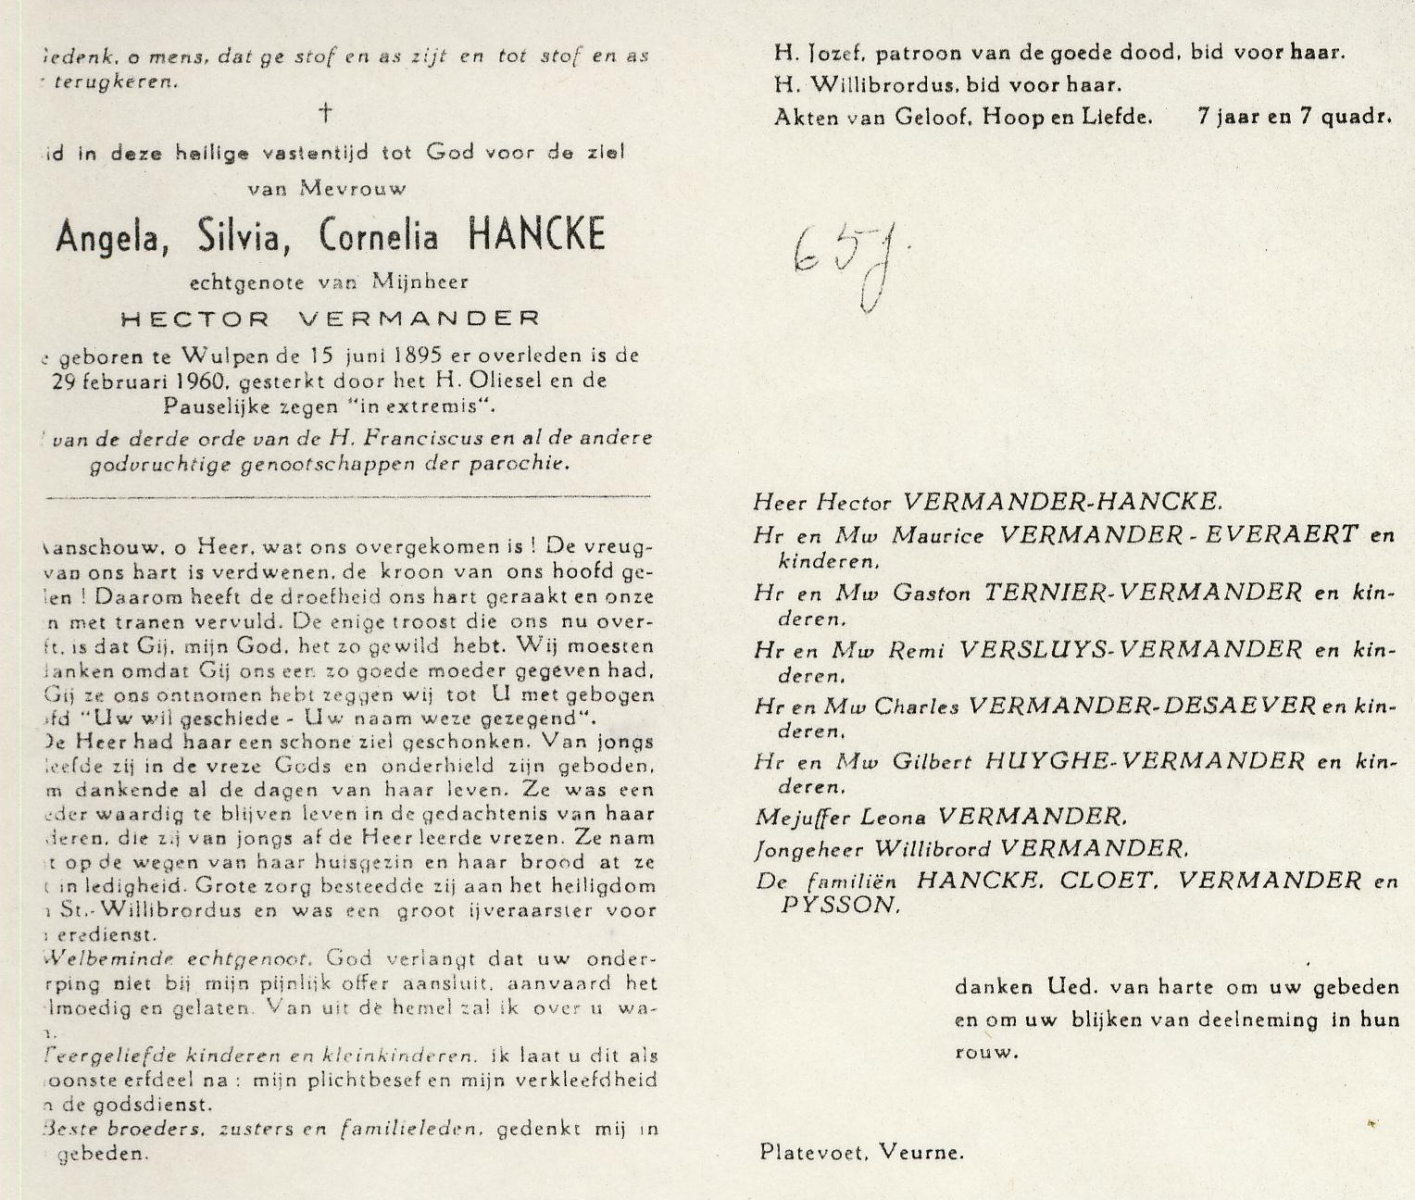 iedenk, o mens, dat ge stof en as zijt en tot stof en as
terugkeren.
†
id in deze heilige vastentijd tot God voor de ziel
van Mevrouw
Angela, Silvia, Cornelia HANCKE
echtgenote van Mijnheer
HECTOR VERMANDER
e geboren te Wulpen de 15 juni 1895 er overleden is de
29 februari 1960, gesterkt door het H. Oliesel en de
Pauselijke zegen "in extremis".
van de derde orde van de H. Franciscus en al de andere
godvruchtige genootschappen der parochie.
Aanschouw, o Heer, wat ons overgekomen is ! De vreug-
van ons hart is verdwenen, de kroon van ons hoofd ge-
len ! Daarom heeft de droefheid ons hart geraakt en onze
n met tranen vervuld. De enige troost die ons nu over-
ft, is dat Gij, mijn God, het zo gewild hebt. Wij moesten
danken omdat Gij ons een zo goede moeder gegeven had,
Gij ze ons ontnomen hebt zeggen wij tot U met gebogen
ofd "Uw wil geschiede - Uw naam weze gezegend".
De Heer had haar een schone ziel geschonken. Van jongs
leefde zij in de vreze Gods en onderhield zijn geboden,
m dankende al de dagen van haar leven. Ze was een
eder waardig te blijven leven in de gedachtenis van haar
deren, die zij van jongs af de Heer leerde vrezen. Ze nam
t op de wegen van haar huisgezin en haar brood at ze
t in ledigheid. Grote zorg besteedde zij aan het heiligdom
n St.-Willibrordus en was een groot ijveraarster voor
n eredienst.
Welbeminde echtgenoot, God verlangt dat uw onder-
rping niet bij mijn pijnlijk offer aansluit, aanvaard het
lmoedig en gelaten. Van uit de hemel zal ik over u wa-
n.
Teergeliefde kinderen en kleinkinderen, ik laat u dit als
oonste erfdeel na : mijn plichtbesef en mijn verkleefdheid
n de godsdienst.
Beste broeders, zusters en familieleden, gedenkt mij in
gebeden.
H. Jozef, patroon van de goede dood, bid voor haar.
H. Willibrordus, bid voor haar.
Akten van Geloof, Hoop en Liefde. 7 jaar en 7 quadr.
65j.
Heer Hector VERMANDER-HANCKE.
Hr en Mw Maurice VERMANDER - EVERAERT en
kinderen.
Hr en Mw Gaston TERNIER-VERMANDER en kin-
deren.
Hr en Mw Remi VERSLUYS-VERMANDER en kin-
deren.
Hr en Mw Charles VERMANDER-DESAEVER en kin-
deren.
Hr en Mw Gilbert HUYGHE-VERMANDER en kin-
deren.
Mejuffer Leona VERMANDER.
Jongeheer Willibrord VERMANDER.
De familiën HANCKE, CLOET, VERMANDER en
PYSSON.
danken Ued. van harte om uw gebeden
en om uw blijken van deelneming in hun
rouw.
Platevoet, Veurne.